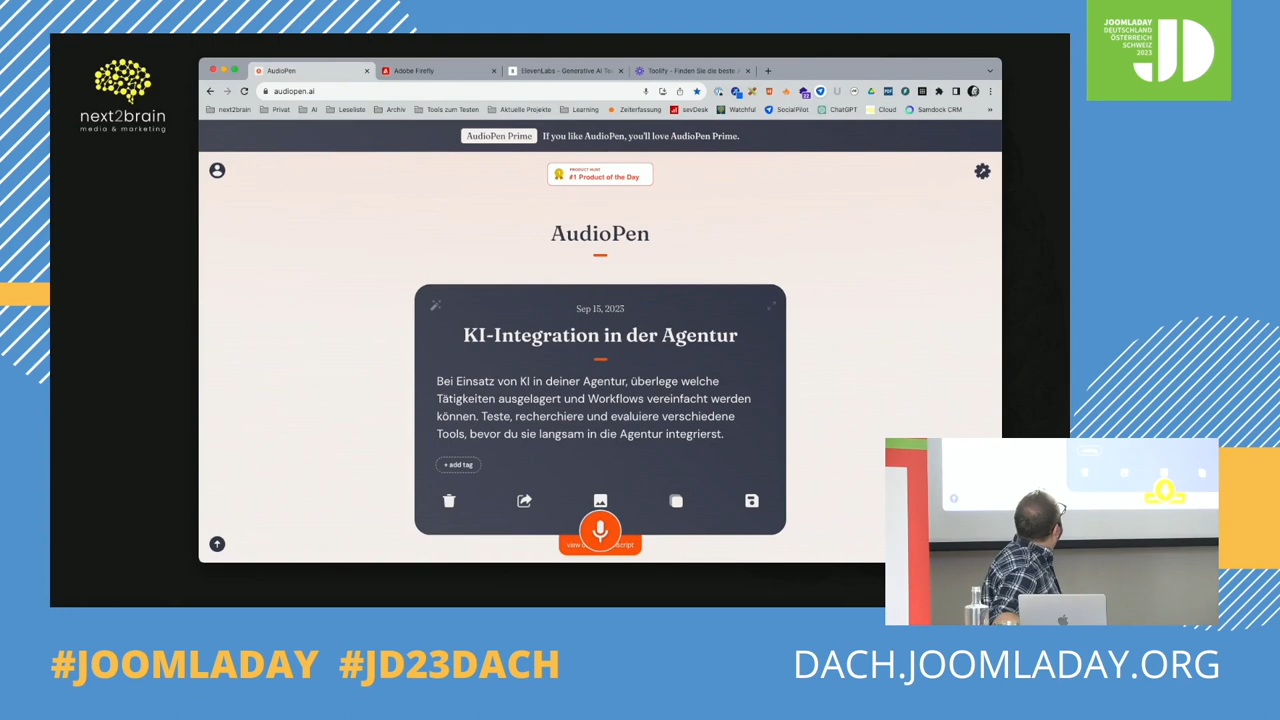 next2brain
media & marketing
JOOMLADAY
DEUTSCHLAND
ÖSTERREICH
SCHWEIZ
2023
JD
AudioPen
Adobe Firefly
ElevenLabs - Generative AI Te
Toolify - Finden Sie die beste
audiopen.ai
next2brain Privat AI Leseliste Archiv Tools zum Testen Aktuelle Projekte Learning Zeiterfassung sevDesk Watchful SocialPilot ChatGPT Cloud Samdock CRM »
AudioPen Prime If you like AudioPen, you'll love AudioPen Prime.
PRODUCT HUNT
#1 Product of the Day
AudioPen
Sep 15, 2023
KI-Integration in der Agentur
Bei Einsatz von KI in deiner Agentur, überlege welche
Tätigkeiten ausgelagert und Workflows vereinfacht werden
können. Teste, recherchiere und evaluiere verschiedene
Tools, bevor du sie langsam in die Agentur integrierst.
+ add tag
view
#JOOMLADAY #JD23DACH
DACH.JOOMLADAY.ORG